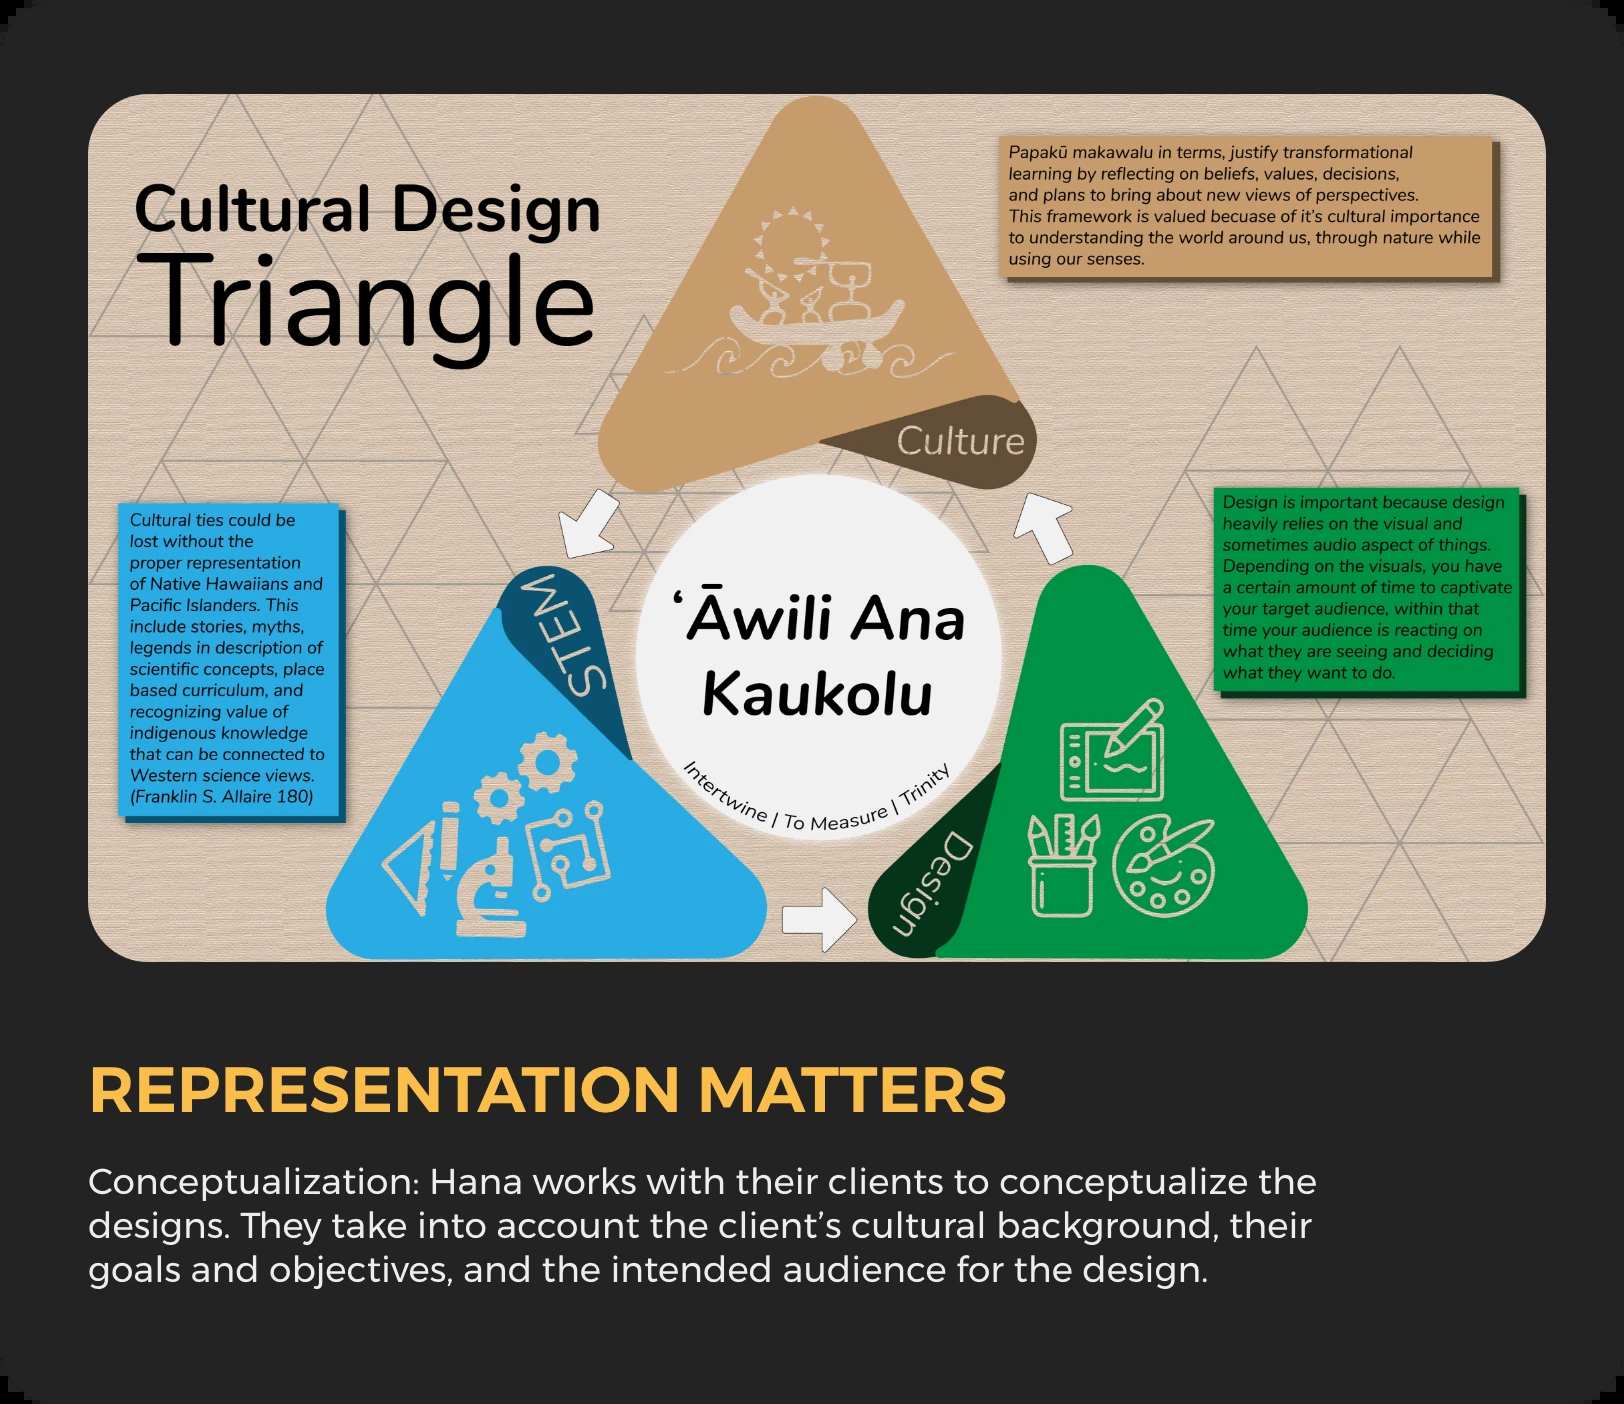 Cultural Design
Triangle
Papakū makawalu in terms, justify transformational
learning by reflecting on beliefs, values, decisions,
and plans to bring about new views of perspectives.
This framework is valued becuase of it's cultural importance
to understanding the world around us, through nature while
using our senses.
Culture
Cultural ties could be
lost without the
proper representation
of Native Hawaiians and
Pacific Islanders. This
include stories, myths,
legends in description of
scientific concepts, place
based curriculum, and
recognizing value of
indigenous knowledge
that can be connected to
Western science views.
(Franklin S. Allaire 180)
STEM
ʻĀwili Ana
Kaukolu
Intertwine / To Measure / Trinity
Design is important because design
heavily relies on the visual and
sometimes audio aspect of things.
Depending on the visuals, you have
a certain amount of time to captivate
your target audience, within that
time your audience is reacting on
what they are seeing and deciding
what they want to do.
Design
REPRESENTATION MATTERS
Conceptualization: Hana works with their clients to conceptualize the
designs. They take into account the client's cultural background, their
goals and objectives, and the intended audience for the design.